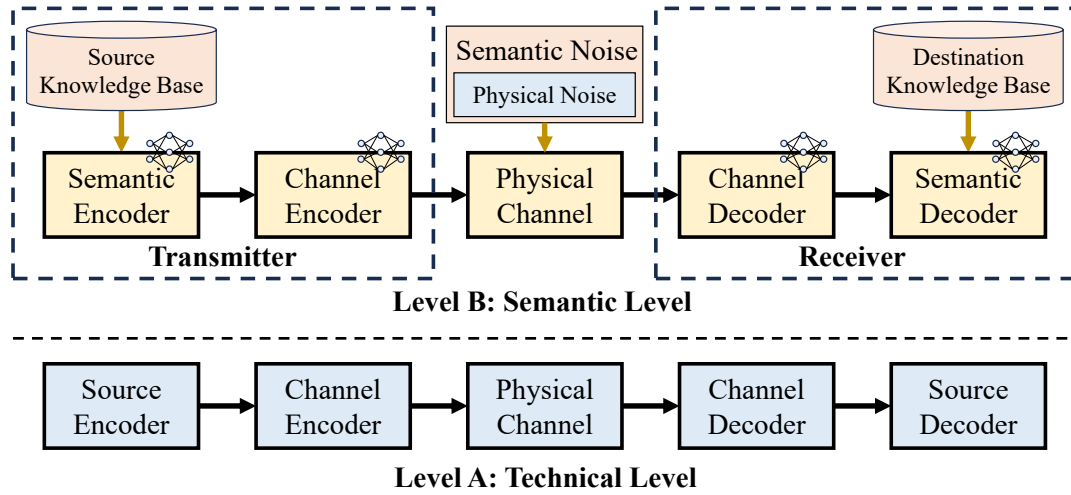 Source
Knowledge Base
Semantic Noise
Physical Noise
Destination
Knowledge Base
Semantic
Encoder
Channel
Encoder
Physical
Channel
Channel
Decoder
Semantic
Decoder
Transmitter
Receiver
Level B: Semantic Level
Source
Encoder
Channel
Encoder
Physical
Channel
Channel
Decoder
Source
Decoder
Level A: Technical Level